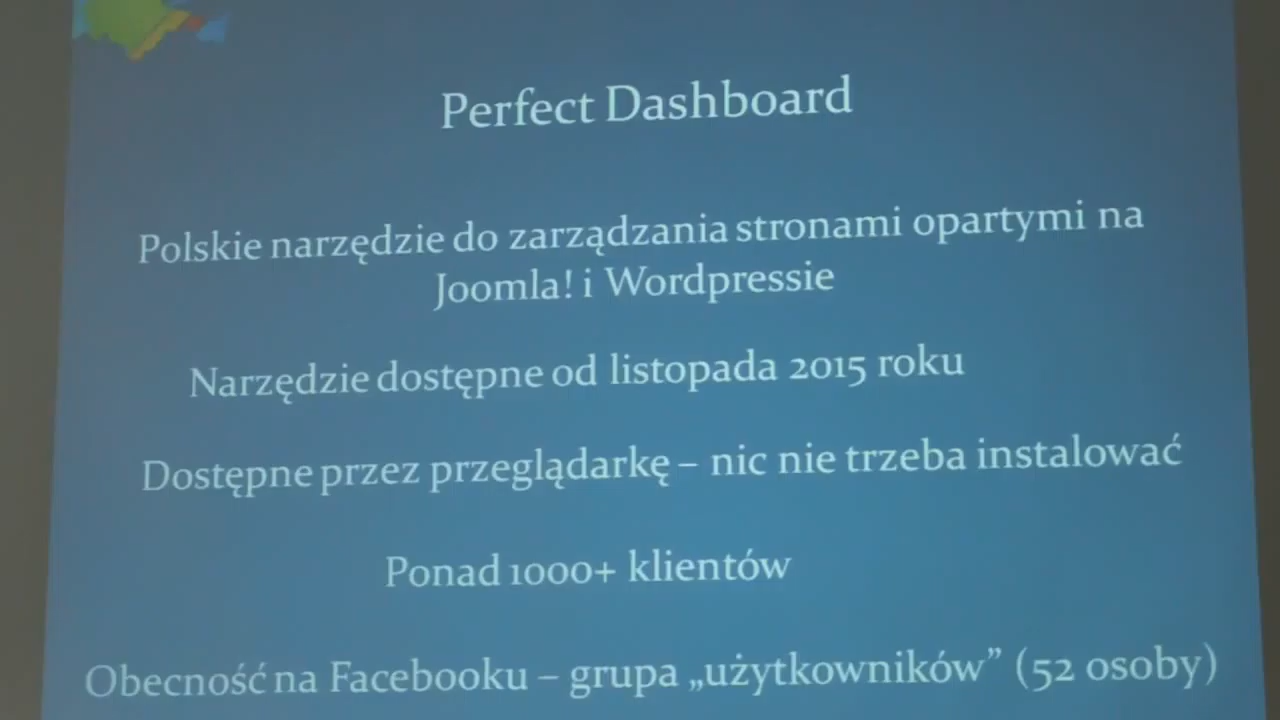 Perfect Dashboard
Polskie narzędzie do zarządzania stronami opartymi na
Joomla! i Wordpressie
Narzędzie dostępne od listopada 2015 roku
Dostępne przez przeglądarkę – nic nie trzeba instalować
Ponad 1000+ klientów
Obecność na Facebooku – grupa „użytkowników” (52 osoby)